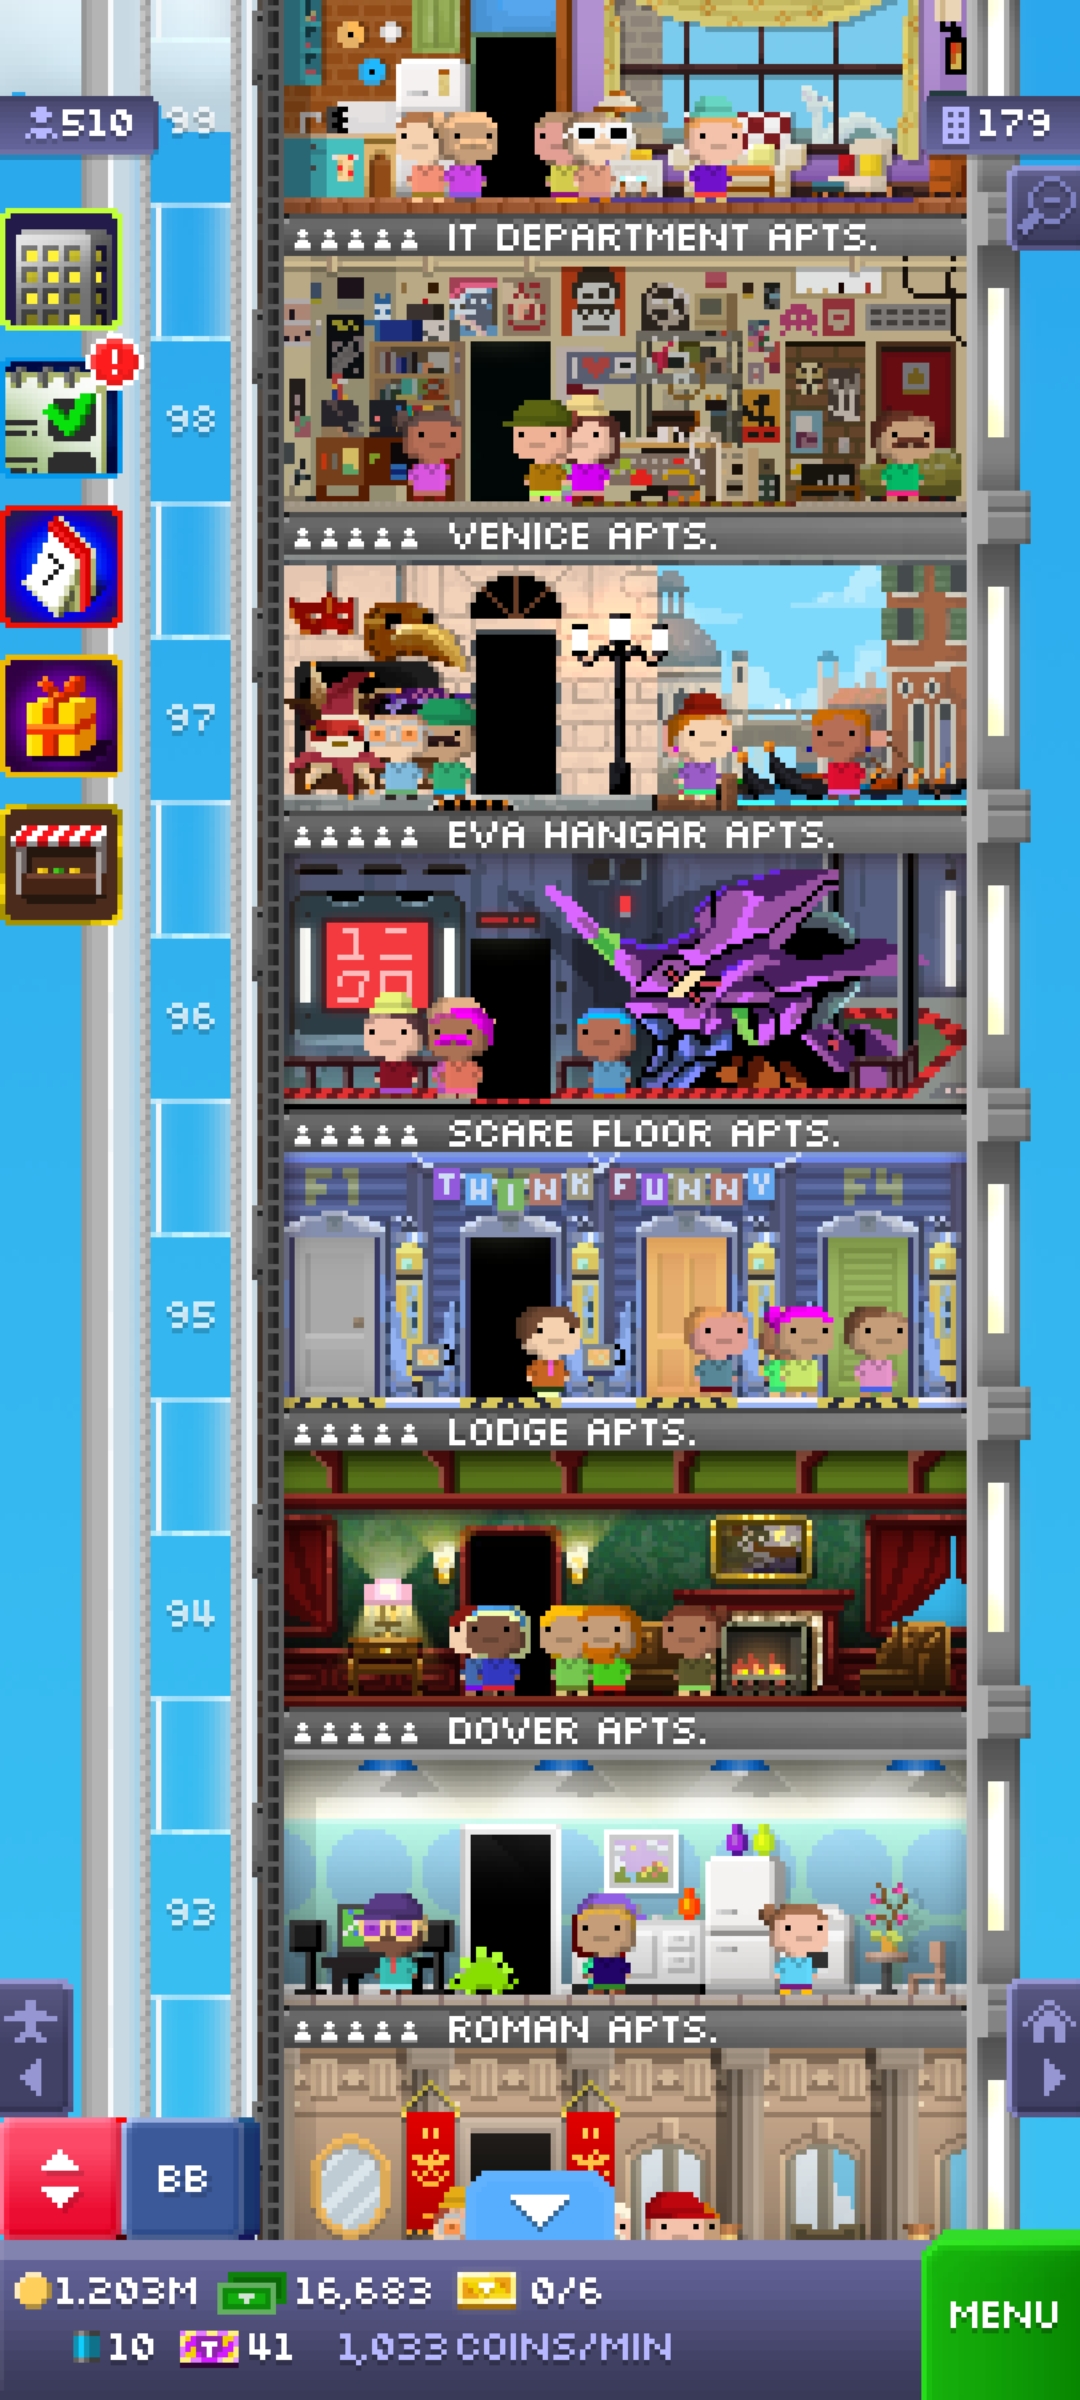 510
99
179
IT DEPARTMENT APTS.
98
VENICE APTS.
97
EVA HANGAR APTS.
96
SCARE FLOOR APTS.
F1
THINK FUNNY
F4
95
LODGE APTS.
94
DOVER APTS.
93
ROMAN APTS.
BB
1.203M
16,683
0/6
MENU
10
T
41
1,033 COINS/MIN